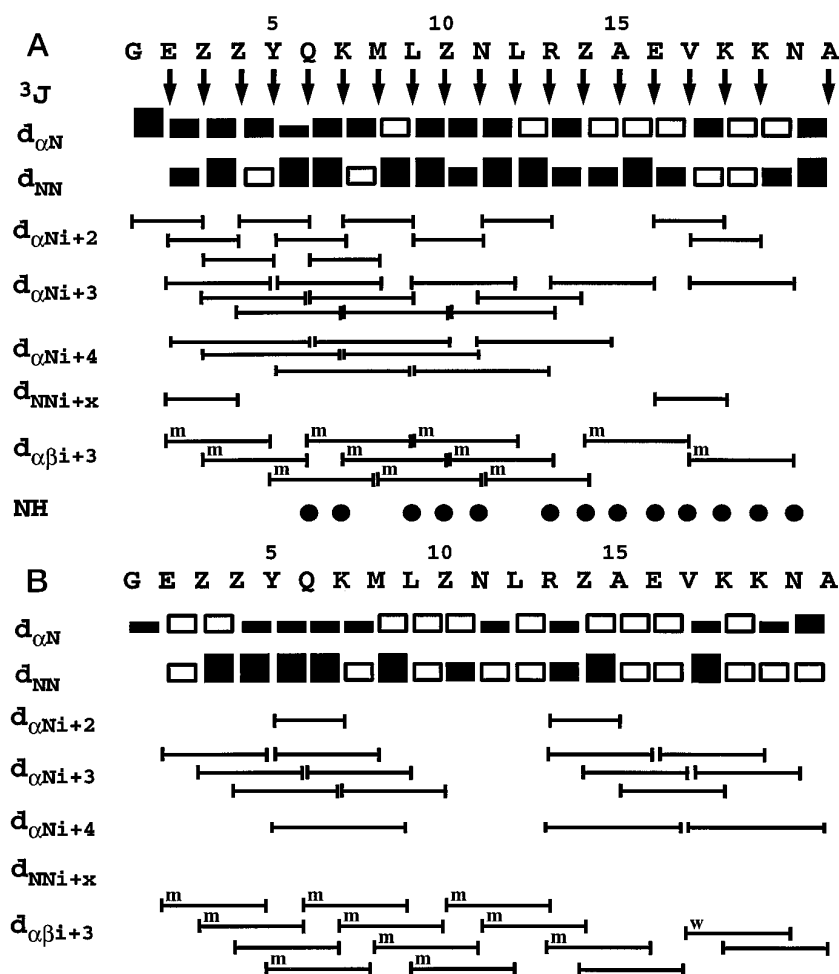 5 10 15
A G E Z Z Y Q K M L Z N L R Z A E V K K N A
³J
dαN
dNN
dαNi+2
dαNi+3
dαNi+4
dNNi+x
m m m m
dαβi+3 m m m m
m m m
NH
5 10 15
B G E Z Z Y Q K M L Z N L R Z A E V K K N A
dαN
dNN
dαNi+2
dαNi+3
dαNi+4
dNNi+x
m m m
m m m w
dαβi+3
m m
m m